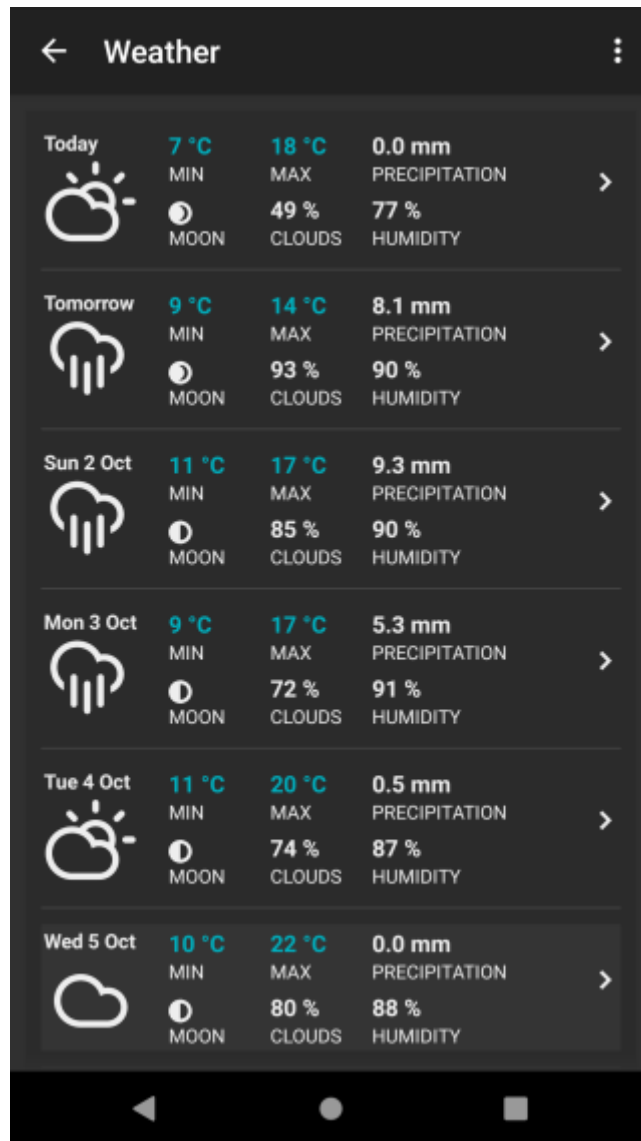 Weather
Today 7 °C 18 °C 0.0 mm
MIN MAX PRECIPITATION
49 % 77 %
MOON CLOUDS HUMIDITY
Tomorrow 9 °C 14 °C 8.1 mm
MIN MAX PRECIPITATION
93 % 90 %
MOON CLOUDS HUMIDITY
Sun 2 Oct 11 °C 17 °C 9.3 mm
MIN MAX PRECIPITATION
85 % 90 %
MOON CLOUDS HUMIDITY
Mon 3 Oct 9 °C 17 °C 5.3 mm
MIN MAX PRECIPITATION
72 % 91 %
MOON CLOUDS HUMIDITY
Tue 4 Oct 11 °C 20 °C 0.5 mm
MIN MAX PRECIPITATION
74 % 87 %
MOON CLOUDS HUMIDITY
Wed 5 Oct 10 °C 22 °C 0.0 mm
MIN MAX PRECIPITATION
80 % 88 %
MOON CLOUDS HUMIDITY